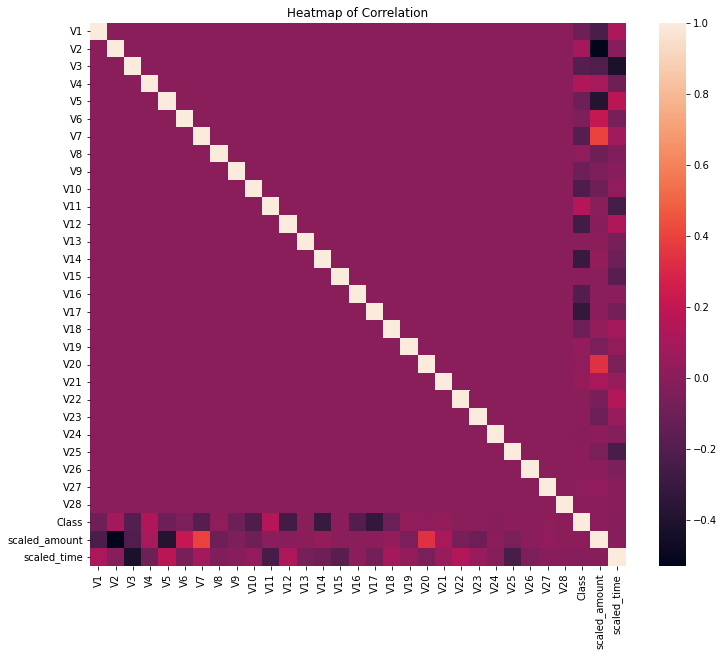 Heatmap of Correlation
V1
V2
V3
V4
V5
V6
V7
V8
V9
V10
V11
V12
V13
V14
V15
V16
V17
V18
V19
V20
V21
V22
V23
V24
V25
V26
V27
V28
Class
scaled_amount
scaled_time
V1
V2
V3
V4
V5
V6
V7
V8
V9
V10
V11
V12
V13
V14
V15
V16
V17
V18
V19
V20
V21
V22
V23
V24
V25
V26
V27
V28
Class
scaled_amount
scaled_time
1.0
0.8
0.6
0.4
0.2
0.0
−0.2
−0.4